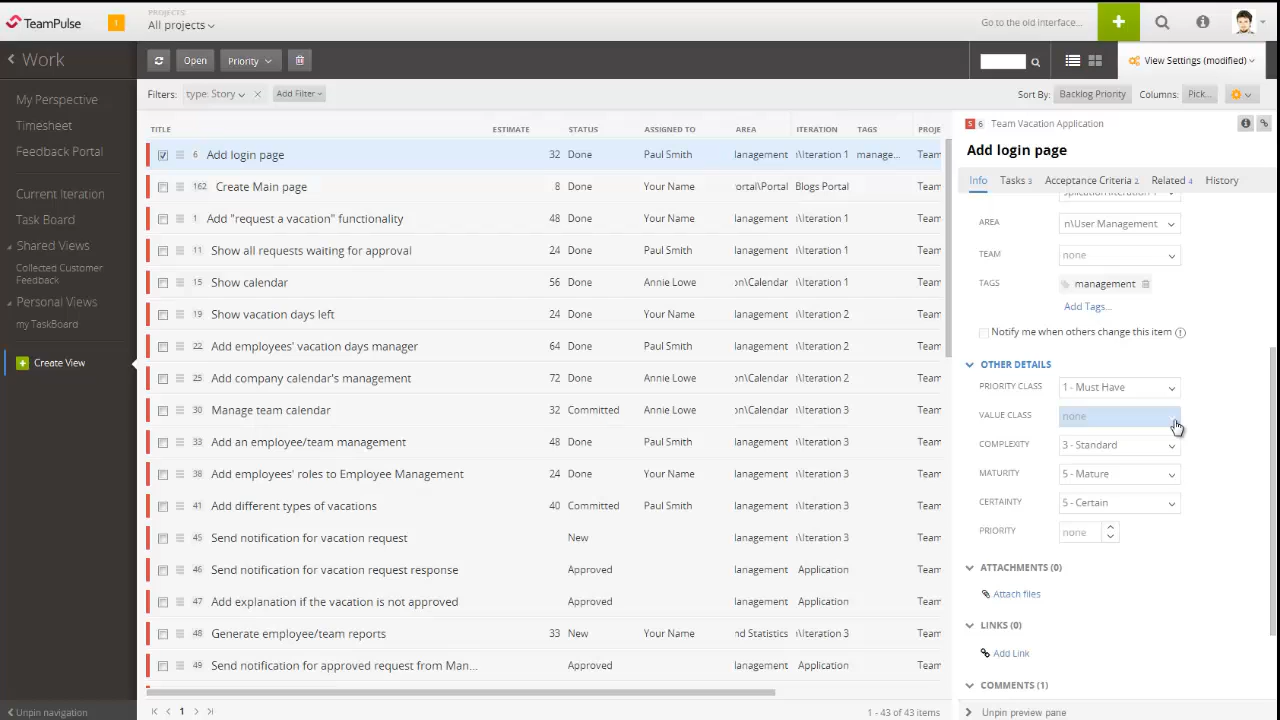 TeamPulse
1
PROJECTS
All projects
Go to the old interface...
Work
Open
Priority
View Settings (modified)
My Perspective
Timesheet
Feedback Portal
Current Iteration
Task Board
Shared Views
Collected Customer
Feedback
Personal Views
my TaskBoard
Create View
Unpin navigation
Filters:
type: Story
Add Filter
Sort By:
Backlog Priority
Columns:
Pick...
TITLE ESTIMATE STATUS ASSIGNED TO AREA ITERATION TAGS PROJE
6 Add login page 32 Done Paul Smith lanagement \Iteration 1 manage... Team
162 Create Main page 8 Done Your Name ortal\Portal Blogs Portal Team
1 Add "request a vacation" functionality 48 Done Your Name lanagement \Iteration 1 Team
11 Show all requests waiting for approval 24 Done Paul Smith lanagement \Iteration 1 Team
15 Show calendar 56 Done Annie Lowe on\Calendar \Iteration 1 Team
19 Show vacation days left 24 Done Paul Smith lanagement \Iteration 2 Team
22 Add employees' vacation days manager 64 Done Annie Lowe lanagement \Iteration 2 Team
25 Add company calendar's management 72 Done Annie Lowe on\Calendar \Iteration 2 Team
30 Manage team calendar 32 Committed Annie Lowe on\Calendar \Iteration 3 Team
33 Add an employee/team management 48 Done Paul Smith lanagement \Iteration 3 Team
38 Add employees' roles to Employee Management 24 Done Your Name lanagement \Iteration 3 Team
41 Add different types of vacations 40 Committed Paul Smith lanagement \Iteration 3 Team
45 Send notification for vacation request New lanagement \Iteration 3 Team
46 Send notification for vacation request response Approved lanagement Application Team
47 Add explanation if the vacation is not approved Approved lanagement Application Team
48 Generate employee/team reports 33 New Your Name nd Statistics \Iteration 3 Team
49 Send notification for approved request from Man... Approved lanagement Application Team
1
1 - 43 of 43 items
S 6 Team Vacation Application
Add login page
Info Tasks 3 Acceptance Criteria 2 Related 4 History
AREA n\User Management
TEAM none
TAGS management
Add Tags...
Notify me when others change this item
OTHER DETAILS
PRIORITY CLASS 1 - Must Have
VALUE CLASS none
COMPLEXITY 3 - Standard
MATURITY 5 - Mature
CERTAINTY 5 - Certain
PRIORITY none
ATTACHMENTS (0)
Attach files
LINKS (0)
Add Link
COMMENTS (1)
Unpin preview pane